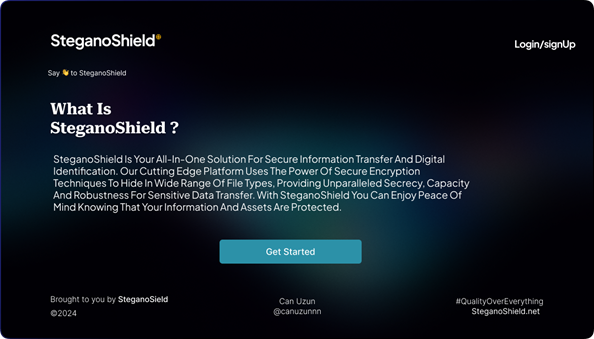 SteganoShield
Login/signUp
Say 👋 to SteganoShield
What Is
SteganoShield ?
SteganoShield Is Your All-In-One Solution For Secure Information Transfer And Digital
Identification. Our Cutting Edge Platform Uses The Power Of Secure Encryption
Techniques To Hide In Wide Range Of File Types, Providing Unparalleled Secrecy, Capacity
And Robustness For Sensitive Data Transfer. With SteganoShield You Can Enjoy Peace Of
Mind Knowing That Your Information And Assets Are Protected.
Get Started
Brought to you by SteganoSield
©2024
Can Uzun
@canuzunnn
#QualityOverEverything
SteganoShield.net